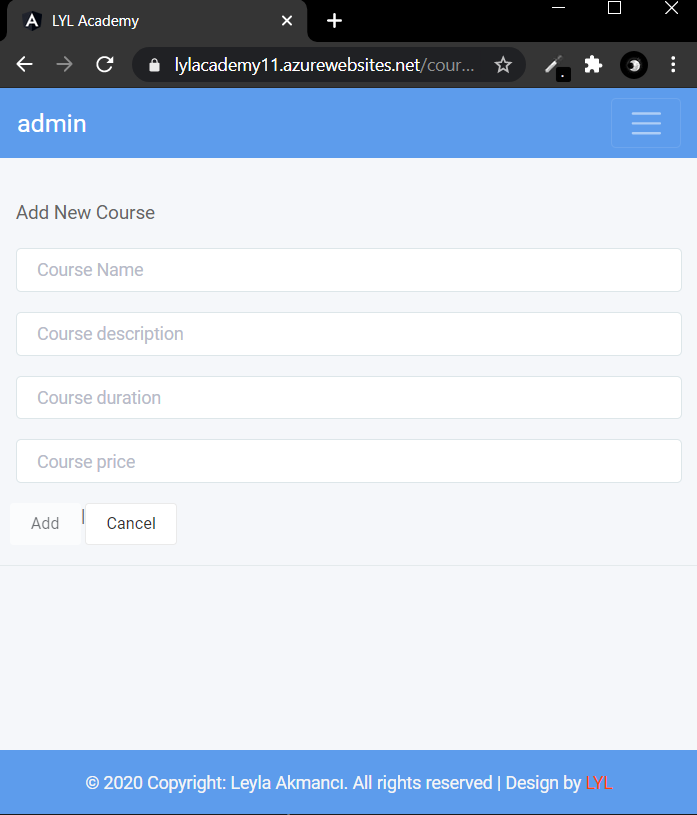 LYL Academy
lylacademy11.azurewebsites.net/cour...
admin
Add New Course
Course Name
Course description
Course duration
Course price
Add | Cancel
© 2020 Copyright: Leyla Akmancı. All rights reserved | Design by LYL